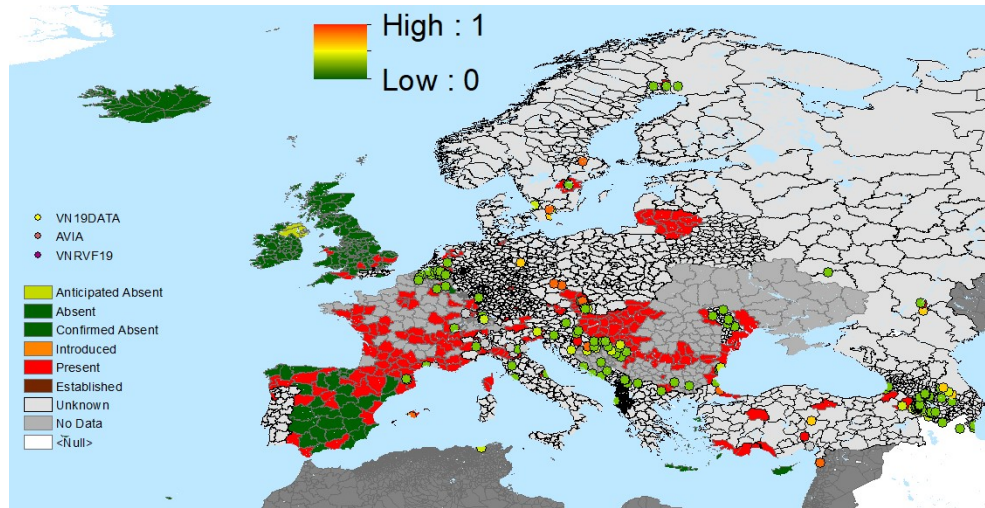 High : 1
Low : 0
VN19DATA
AVIA
VNRVF19
Anticipated Absent
Absent
Confirmed Absent
Introduced
Present
Established
Unknown
No Data
<Null>